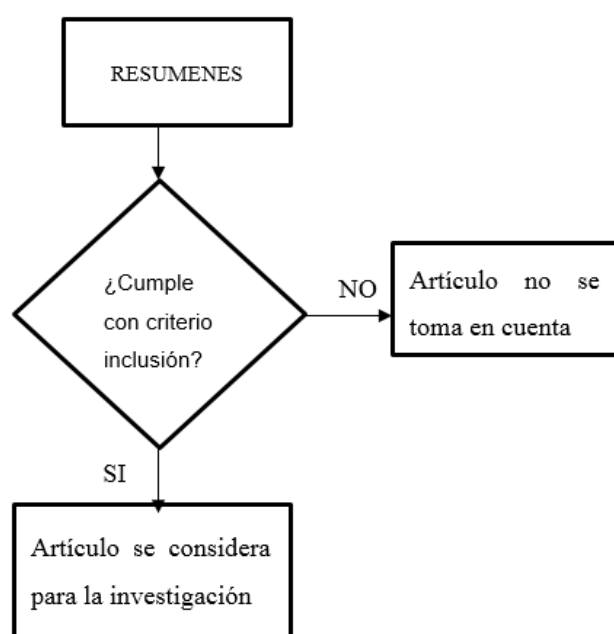 RESUMENES
¿Cumple
con criterio
inclusión?
NO
Artículo no se
toma en cuenta
SI
Artículo se considera
para la investigación